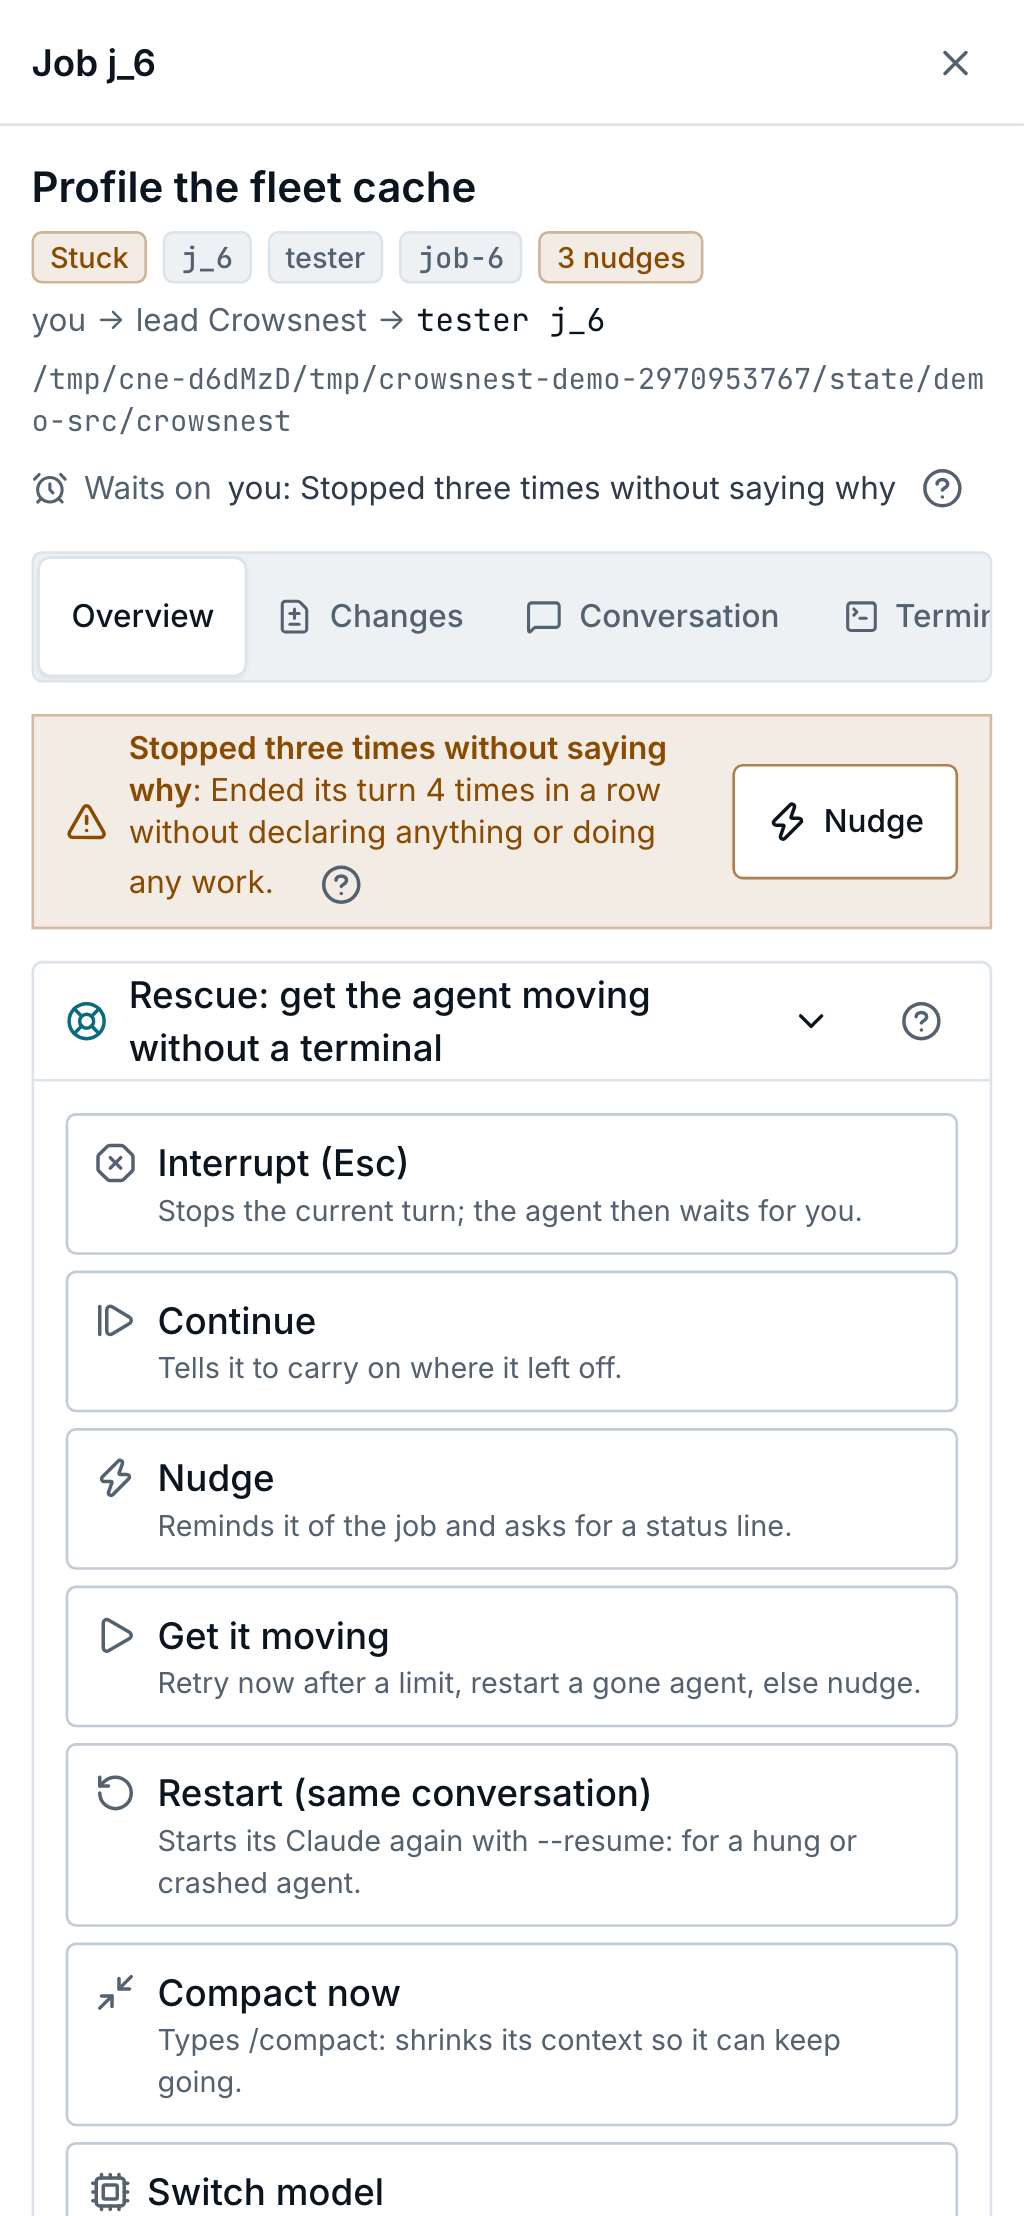 Job j_6
Profile the fleet cache
Stuck j_6 tester job-6 3 nudges
you → lead Crowsnest → tester j_6
/tmp/cne-d6dMzD/tmp/crowsnest-demo-2970953767/state/dem
o-src/crowsnest
Waits on you: Stopped three times without saying why
Overview Changes Conversation Termin
Stopped three times without saying
why: Ended its turn 4 times in a row
without declaring anything or doing
any work.
Nudge
Rescue: get the agent moving
without a terminal
Interrupt (Esc)
Stops the current turn; the agent then waits for you.
Continue
Tells it to carry on where it left off.
Nudge
Reminds it of the job and asks for a status line.
Get it moving
Retry now after a limit, restart a gone agent, else nudge.
Restart (same conversation)
Starts its Claude again with --resume: for a hung or
crashed agent.
Compact now
Types /compact: shrinks its context so it can keep
going.
Switch model